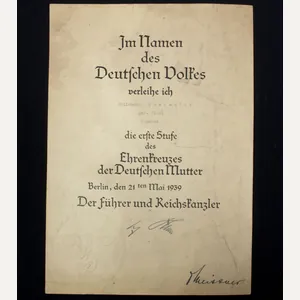 Im Namen
des
Deutschen Volkes
verleihe ich
die erste Stufe
des
Ehrenkreuzes
der Deutschen Mutter
Berlin, den 21ten Mai 1939
Der Führer und Reichskanzler